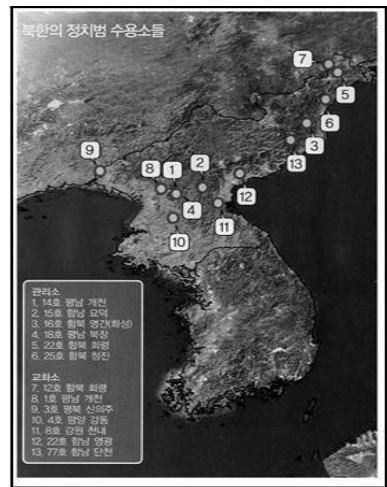 북한의 정치범 수용소들
7
5
6
9
3
8
1
2
13
12
4
11
10
관리소
1, 14호 평남 개천
2, 15호 함남 요덕
3, 16호 함북 명간(화성)
4, 18호 평남 북창
5, 22호 함북 회령
6, 25호 함북 청진
교화소
7, 12호 함북 회령
8, 1호 평남 개천
9, 3호 평북 신의주
10, 4호 평양 강동
11, 8호 강원 천내
12, 22호 함남 영광
13, 77호 함남 단천